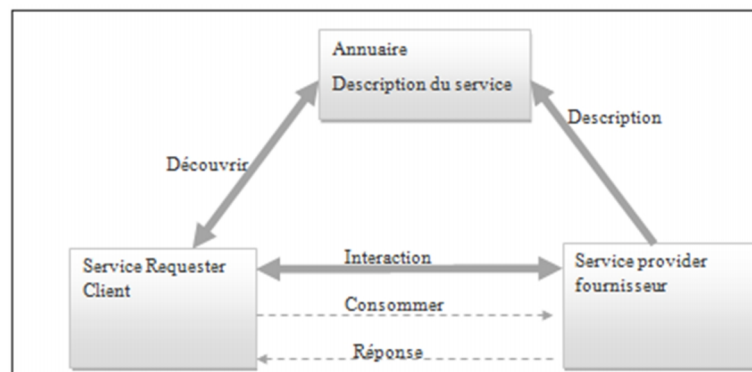 Annuaire
Description du service
Description
Découvrir
Service Requester
Client
Interaction
Service provider
fournisseur
Consommer
Réponse